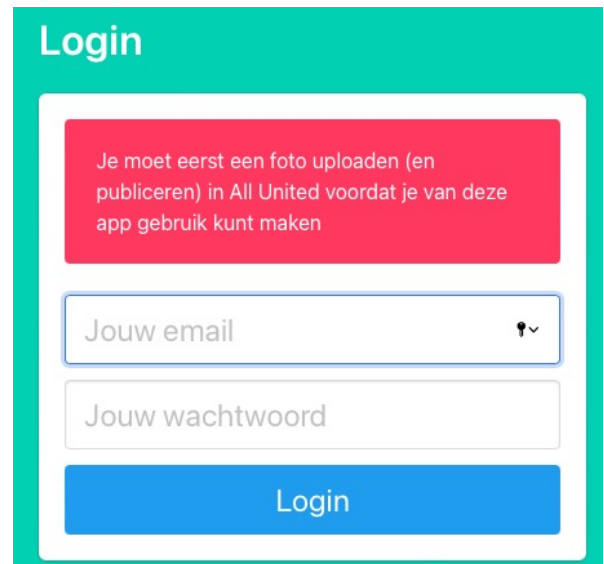 Login
Je moet eerst een foto uploaden (en
publiceren) in All United voordat je van deze
app gebruik kunt maken
Jouw email
Jouw wachtwoord
Login